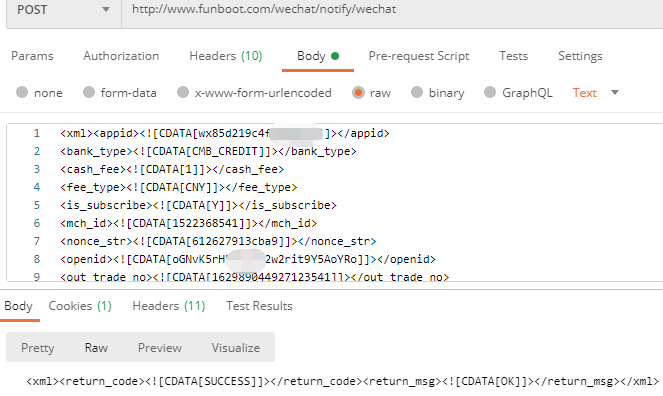 POST http://www.funboot.com/wechat/notify/wechat
Params Authorization Headers (10) Body Pre-request Script Tests Settings
none form-data x-www-form-urlencoded raw binary GraphQL Text
1 <xml><appid><![CDATA[wx85d219c4f ]]></appid>
2 <bank_type><![CDATA[CMB_CREDIT]]></bank_type>
3 <cash_fee><![CDATA[1]]></cash_fee>
4 <fee_type><![CDATA[CNY]]></fee_type>
5 <is_subscribe><![CDATA[Y]]></is_subscribe>
6 <mch_id><![CDATA[1522368541]]></mch_id>
7 <nonce_str><![CDATA[612627913cba9]]></nonce_str>
8 <openid><![CDATA[oGNvK5rH 2w2rit9Y5AoYRo]]></openid>
9 <out_trade_no><![CDATA[162989044927123541]]></out_trade_no>
Body Cookies (1) Headers (11) Test Results
Pretty Raw Preview Visualize
<xml><return_code><![CDATA[SUCCESS]]></return_code><return_msg><![CDATA[OK]]></return_msg></xml>